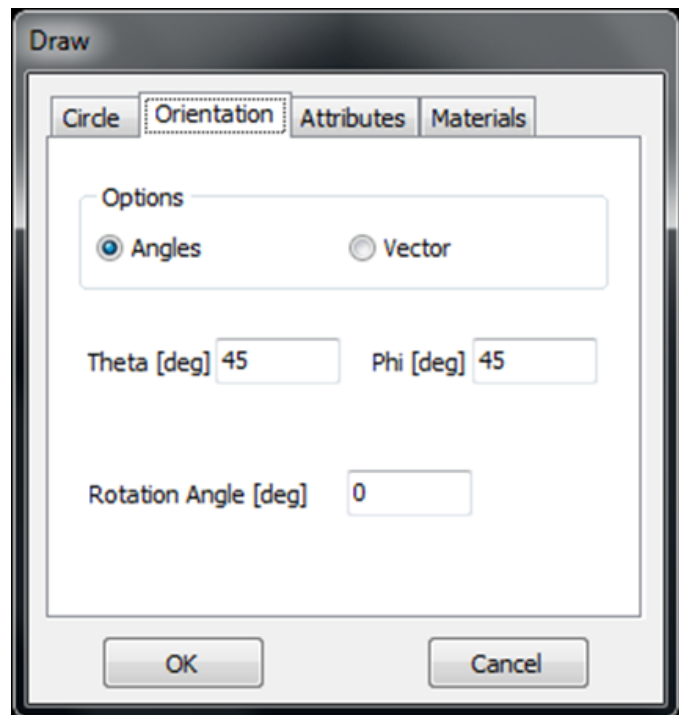 Draw
Circle Orientation Attributes Materials
Options
Angles Vector
Theta [deg] 45 Phi [deg] 45
Rotation Angle [deg] 0
OK Cancel